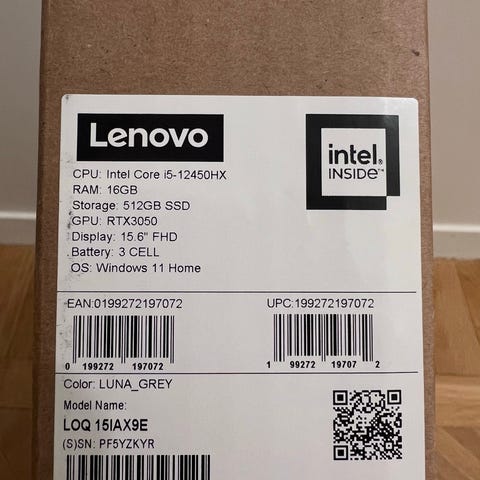 Lenovo
intel.
INSIDE™
CPU: Intel Core i5-12450HX
RAM: 16GB
Storage: 512GB SSD
GPU: RTX3050
Display: 15.6" FHD
Battery: 3 CELL
OS: Windows 11 Home
EAN:0199272197072
UPC:199272197072
0 199272 197072
1 99272 19707 2
Color: LUNA_GREY
Model Name:
LOQ 15IAX9E
(S)SN: PF5YZKYR